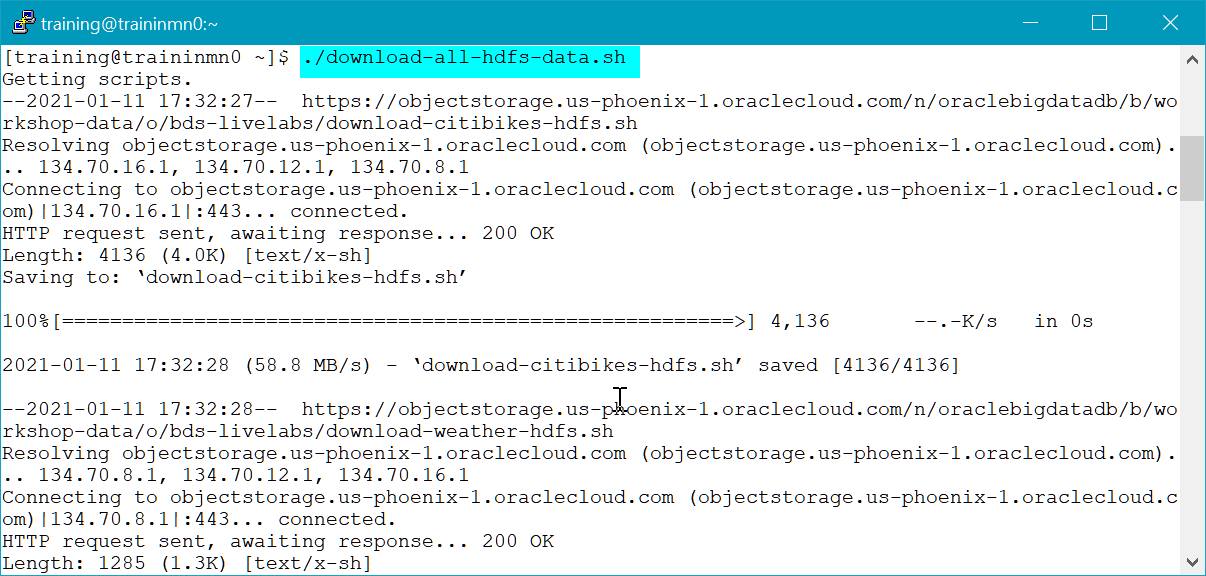 training@traininmn0:~
[training@traininmn0 ~]$ ./download-all-hdfs-data.sh
Getting scripts.
--2021-01-11 17:32:27--  https://objectstorage.us-phoenix-1.oraclecloud.com/n/oraclebigdatadb/b/wo
rkshop-data/o/bds-livelabs/download-citibikes-hdfs.sh
Resolving objectstorage.us-phoenix-1.oraclecloud.com (objectstorage.us-phoenix-1.oraclecloud.com).
.. 134.70.16.1, 134.70.12.1, 134.70.8.1
Connecting to objectstorage.us-phoenix-1.oraclecloud.com (objectstorage.us-phoenix-1.oraclecloud.c
om)|134.70.16.1|:443... connected.
HTTP request sent, awaiting response... 200 OK
Length: 4136 (4.0K) [text/x-sh]
Saving to: ‘download-citibikes-hdfs.sh’
100%[========================================================>] 4,136       --.-K/s   in 0s
2021-01-11 17:32:28 (58.8 MB/s) - ‘download-citibikes-hdfs.sh’ saved [4136/4136]
--2021-01-11 17:32:28--  https://objectstorage.us-phoenix-1.oraclecloud.com/n/oraclebigdatadb/b/wo
rkshop-data/o/bds-livelabs/download-weather-hdfs.sh
Resolving objectstorage.us-phoenix-1.oraclecloud.com (objectstorage.us-phoenix-1.oraclecloud.com).
.. 134.70.8.1, 134.70.12.1, 134.70.16.1
Connecting to objectstorage.us-phoenix-1.oraclecloud.com (objectstorage.us-phoenix-1.oraclecloud.c
om)|134.70.8.1|:443... connected.
HTTP request sent, awaiting response... 200 OK
Length: 1285 (1.3K) [text/x-sh]